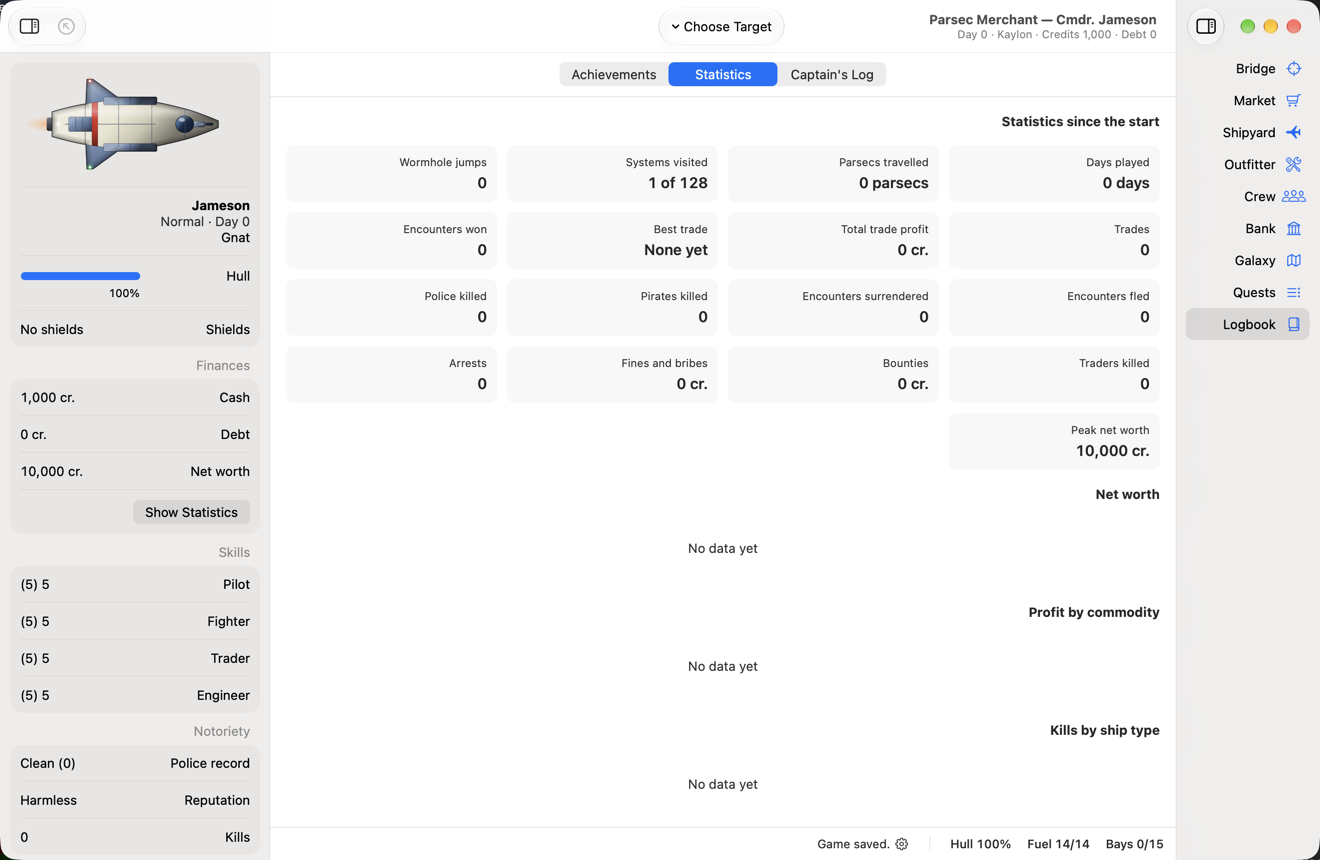 Choose Target
Parsec Merchant — Cmdr. Jameson
Day 0 · Kaylon · Credits 1,000 · Debt 0
Bridge
Market
Shipyard
Outfitter
Crew
Bank
Galaxy
Quests
Logbook
Achievements
Statistics
Captain's Log
Statistics since the start
Days played
0 days
Parsecs travelled
0 parsecs
Systems visited
1 of 128
Wormhole jumps
0
Trades
0
Total trade profit
0 cr.
Best trade
None yet
Encounters won
0
Encounters fled
0
Encounters surrendered
0
Pirates killed
0
Police killed
0
Traders killed
0
Bounties
0 cr.
Fines and bribes
0 cr.
Arrests
0
Peak net worth
10,000 cr.
Net worth
No data yet
Profit by commodity
No data yet
Kills by ship type
No data yet
Jameson
Normal · Day 0
Gnat
Hull
100%
Shields
No shields
Finances
Cash
1,000 cr.
Debt
0 cr.
Net worth
10,000 cr.
Show Statistics
Skills
Pilot
(5) 5
Fighter
(5) 5
Trader
(5) 5
Engineer
(5) 5
Notoriety
Police record
Clean (0)
Reputation
Harmless
Kills
0
Game saved.
Hull 100%
Fuel 14/14
Bays 0/15